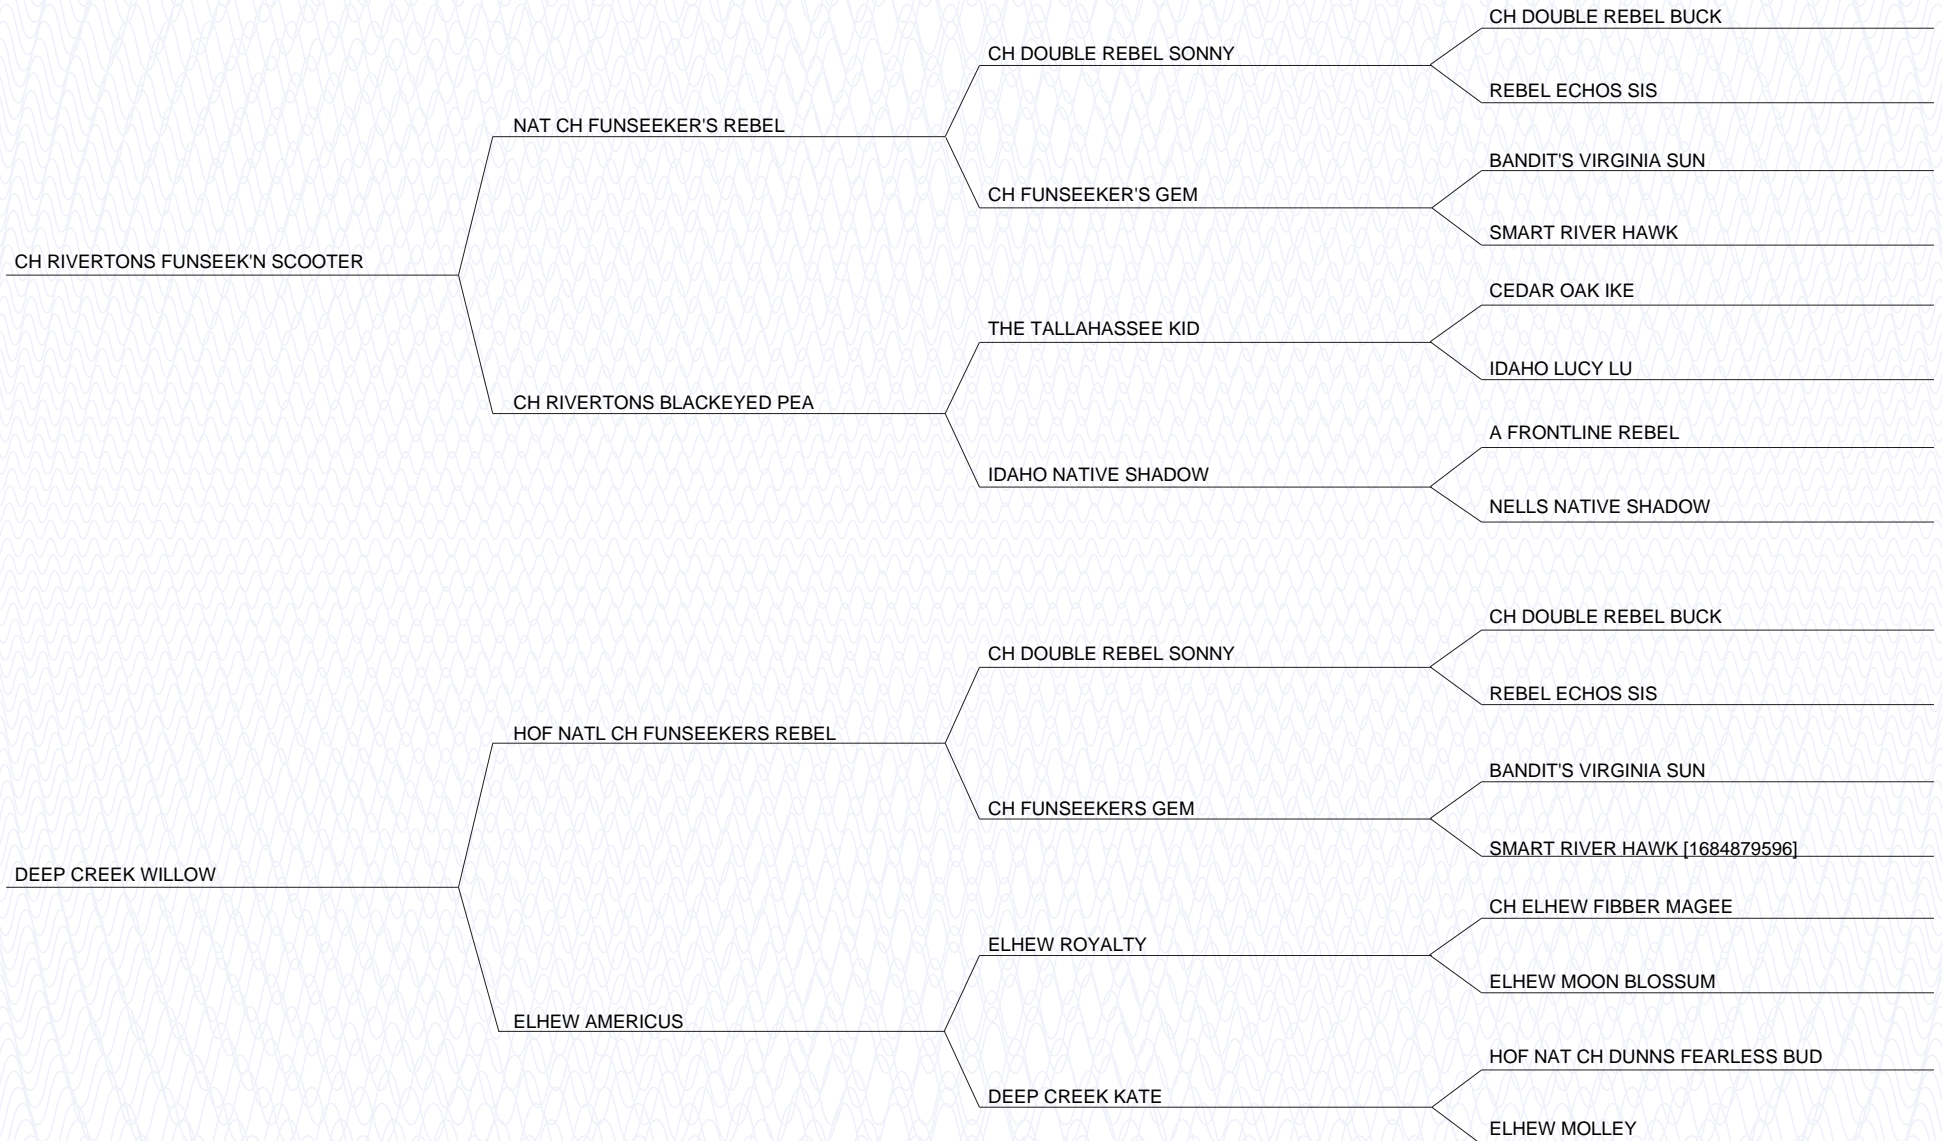 CH DOUBLE REBEL BUCK
CH DOUBLE REBEL SONNY
REBEL ECHOS SIS
NAT CH FUNSEEKER'S REBEL
BANDIT'S VIRGINIA SUN
CH FUNSEEKER'S GEM
SMART RIVER HAWK
CH RIVERTONS FUNSEEK'N SCOOTER
CEDAR OAK IKE
THE TALLAHASSEE KID
IDAHO LUCY LU
CH RIVERTONS BLACKEYED PEA
A FRONTLINE REBEL
IDAHO NATIVE SHADOW
NELLS NATIVE SHADOW
CH DOUBLE REBEL BUCK
CH DOUBLE REBEL SONNY
REBEL ECHOS SIS
HOF NATL CH FUNSEEKERS REBEL
BANDIT'S VIRGINIA SUN
CH FUNSEEKERS GEM
SMART RIVER HAWK [1684879596]
DEEP CREEK WILLOW
CH ELHEW FIBBER MAGEE
ELHEW ROYALTY
ELHEW MOON BLOSSUM
ELHEW AMERICUS
HOF NAT CH DUNNS FEARLESS BUD
DEEP CREEK KATE
ELHEW MOLLEY